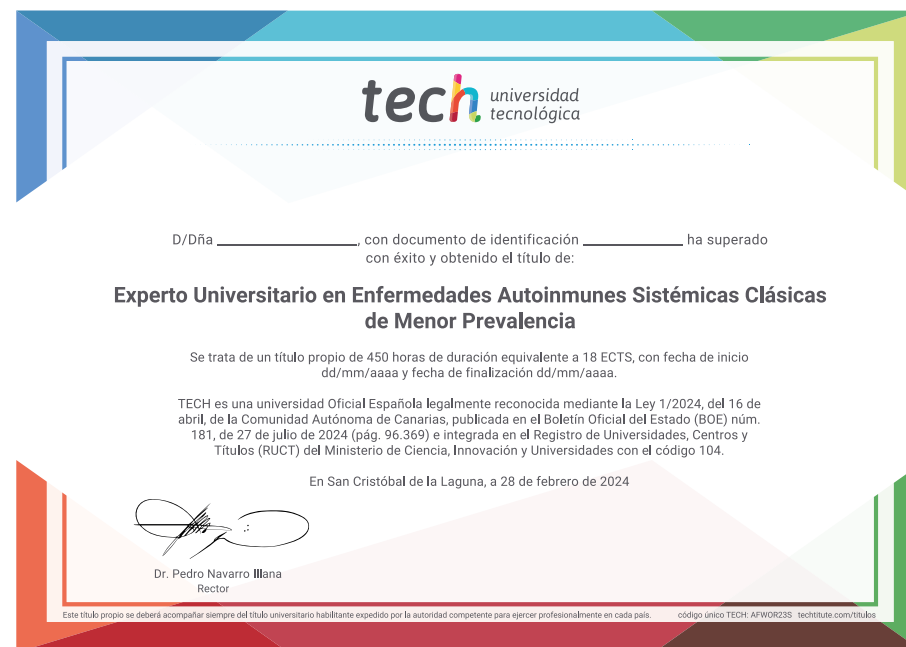 tech universidad
tecnológica
D/Dña ______________, con documento de identificación __________ ha superado
con éxito y obtenido el título de:
Experto Universitario en Enfermedades Autoinmunes Sistémicas Clásicas
de Menor Prevalencia
Se trata de un título propio de 450 horas de duración equivalente a 18 ECTS, con fecha de inicio
dd/mm/aaaa y fecha de finalización dd/mm/aaaa.
TECH es una universidad Oficial Española legalmente reconocida mediante la Ley 1/2024, del 16 de
abril, de la Comunidad Autónoma de Canarias, publicada en el Boletín Oficial del Estado (BOE) núm.
181, de 27 de julio de 2024 (pág. 96.369) e integrada en el Registro de Universidades, Centros y
Títulos (RUCT) del Ministerio de Ciencia, Innovación y Universidades con el código 104.
En San Cristóbal de la Laguna, a 28 de febrero de 2024
Dr. Pedro Navarro Illana
Rector
Este título propio se deberá acompañar siempre del título universitario habilitante expedido por la autoridad competente para ejercer profesionalmente en cada país. código único TECH: AFWOR23S techtitute.com/titulos